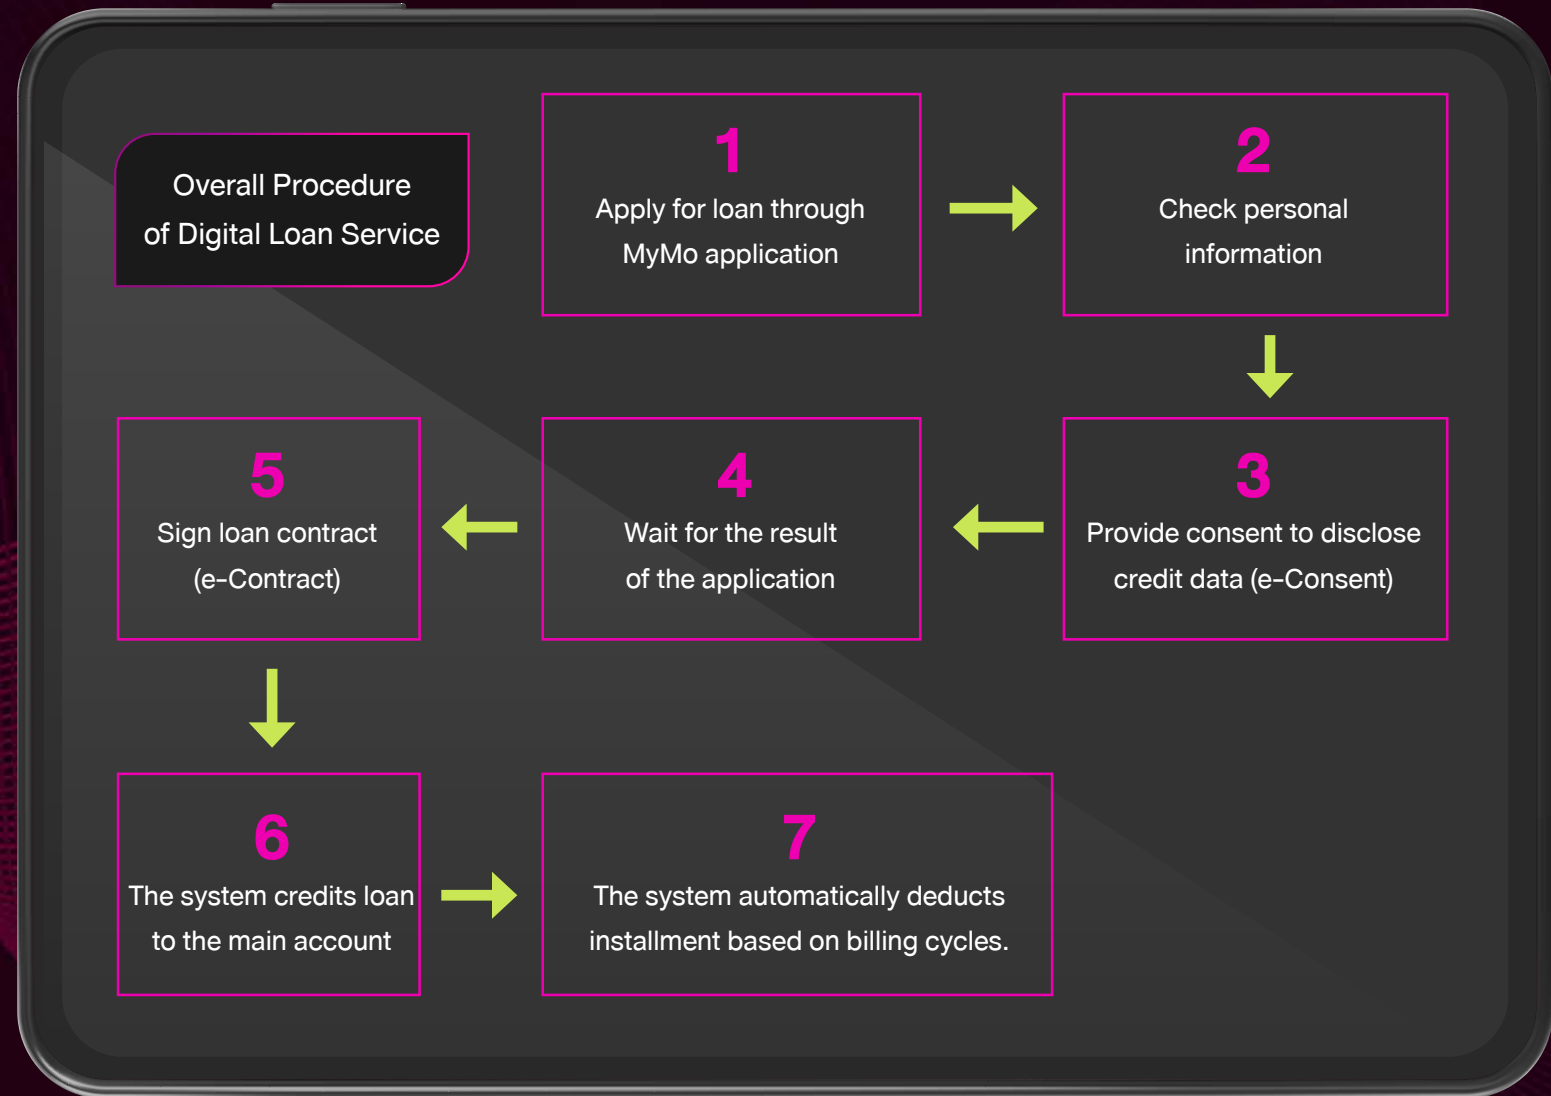 Overall Procedure
of Digital Loan Service
1
Apply for loan through
MyMo application
2
Check personal
information
3
Provide consent to disclose
credit data (e-Consent)
4
Wait for the result
of the application
5
Sign loan contract
(e-Contract)
6
The system credits loan
to the main account
7
The system automatically deducts
installment based on billing cycles.